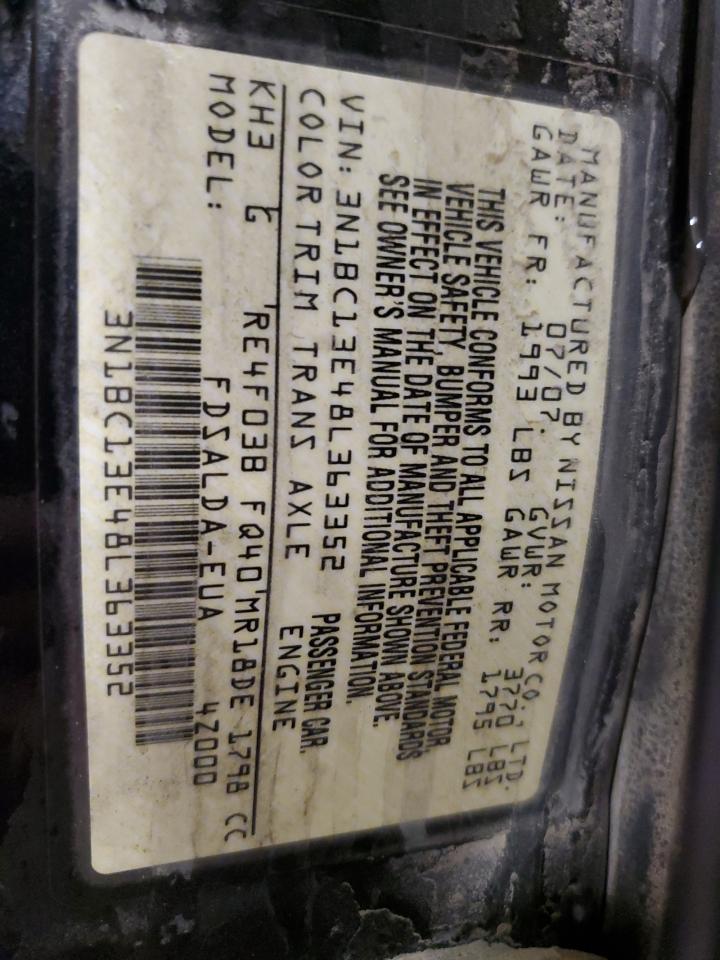 MANUFACTURED BY NISSAN MOTOR CO., LTD.
DATE: 07/07. GVWR: 3770 LBS
GAWR FR: 1993 LBS GAWR RR: 1795 LBS
THIS VEHICLE CONFORMS TO ALL APPLICABLE FEDERAL MOTOR
VEHICLE SAFETY, BUMPER AND THEFT PREVENTION STANDARDS
IN EFFECT ON THE DATE OF MANUFACTURE SHOWN ABOVE.
SEE OWNER'S MANUAL FOR ADDITIONAL INFORMATION.
VIN: 3N1BC13E48L363352 PASSENGER CAR.
COLOR TRIM TRANS AXLE ENGINE
KH3 G RE4F03B FQ40 MR18DE 1798 CC
MODEL: FDSALDA-EUA 4Z000
3N1BC13E48L363352